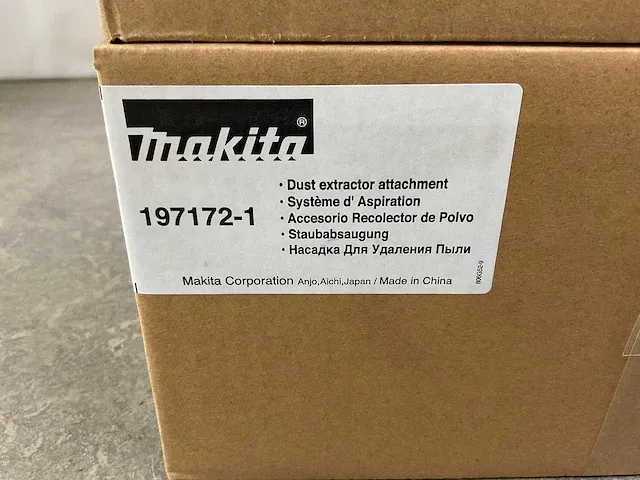 makita®
197172-1
· Dust extractor attachment
· Système d' Aspiration
· Accesorio Recolector de Polvo
· Staubabsaugung
· Насадка Для Удаления Пыли
Makita Corporation Anjo,Aichi,Japan / Made in China